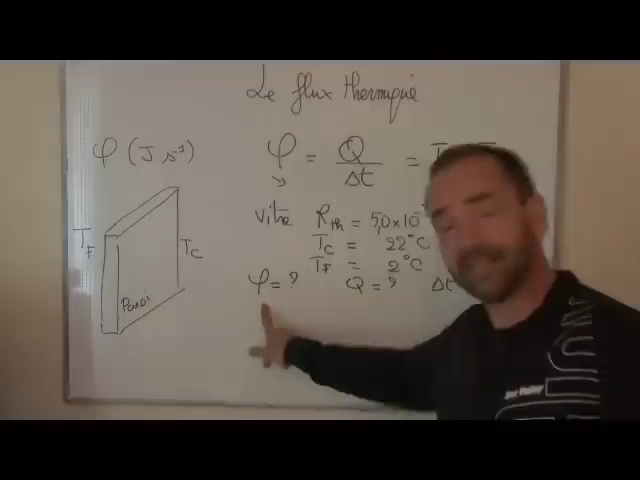 Le flux thermique
φ (J s⁻¹)
φ = Q / Δt = T
Vitre R_Th = 5,0×10⁻
T_F
T_C
T_C = 22°C
T_F = 2°C
φ = ? Q = ? Δt
Paroi